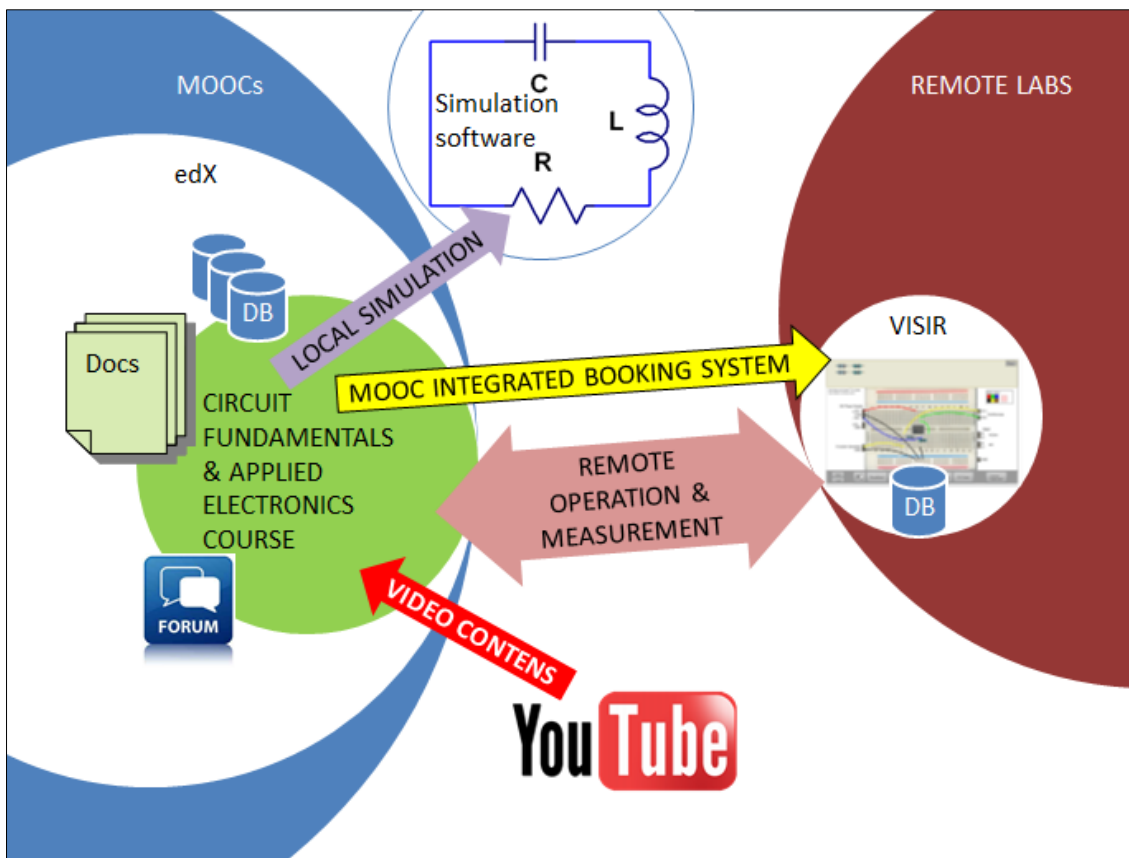 MOOCs
C
Simulation
software
L
R
REMOTE LABS
edX
LOCAL SIMULATION
DB
VISIR
Docs
MOOC INTEGRATED BOOKING SYSTEM
CIRCUIT
FUNDAMENTALS
& APPLIED
ELECTRONICS
COURSE
REMOTE
OPERATION &
MEASUREMENT
DB
FORUM
VIDEO CONTENS
YouTube